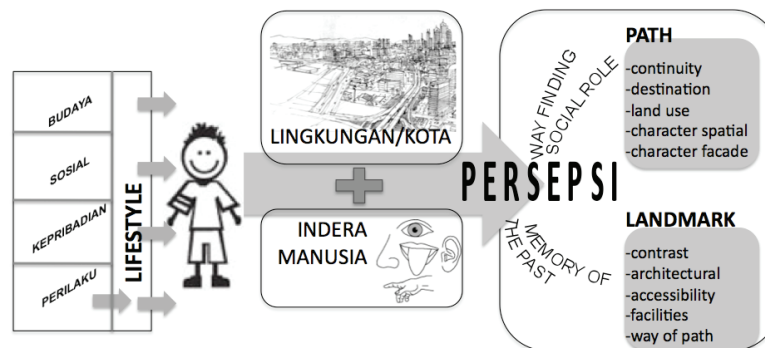 BUDAYA
SOSIAL
KEPRIBADIAN
PERILAKU
LIFESTYLE
LINGKUNGAN/KOTA
INDERA
MANUSIA
PERSEPSI
WAY FINDING
SOCIAL ROLE
MEMORY OF
THE PAST
PATH
-continuity
-destination
-land use
-character spatial
-character facade
LANDMARK
-contrast
-architectural
-accessibility
-facilities
-way of path